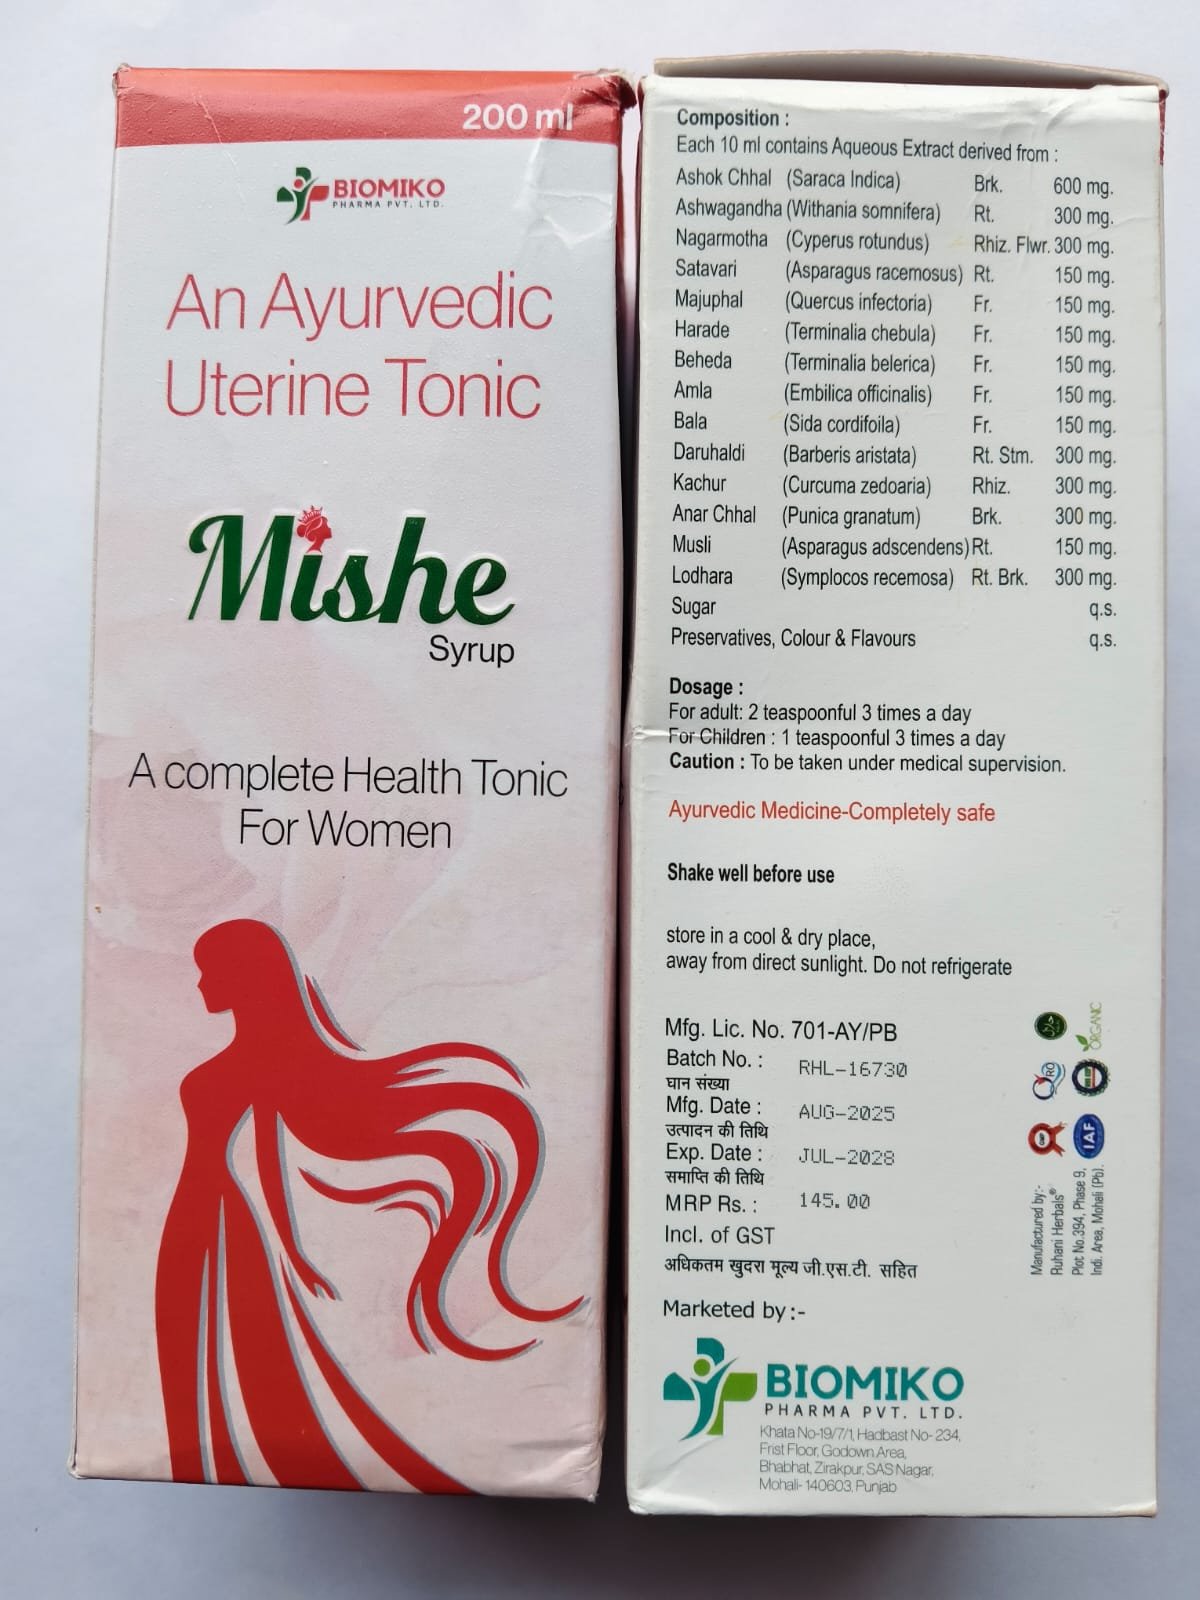 200 ml
BIOMIKO
PHARMA PVT. LTD.
An Ayurvedic
Uterine Tonic
Mishe
Syrup
A complete Health Tonic
For Women
Composition :
Each 10 ml contains Aqueous Extract derived from :
Ashok Chhal (Saraca Indica) Brk. 600 mg.
Ashwagandha (Withania somnifera) Rt. 300 mg.
Nagarmotha (Cyperus rotundus) Rhiz. Flwr. 300 mg.
Satavari (Asparagus racemosus) Rt. 150 mg.
Majuphal (Quercus infectoria) Fr. 150 mg.
Harade (Terminalia chebula) Fr. 150 mg.
Beheda (Terminalia belerica) Fr. 150 mg.
Amla (Embilica officinalis) Fr. 150 mg.
Bala (Sida cordifoila) Fr. 150 mg.
Daruhaldi (Barberis aristata) Rt. Stm. 300 mg.
Kachur (Curcuma zedoaria) Rhiz. 300 mg.
Anar Chhal (Punica granatum) Brk. 300 mg.
Musli (Asparagus adscendens) Rt. 150 mg.
Lodhara (Symplocos recemosa) Rt. Brk. 300 mg.
Sugar q.s.
Preservatives, Colour & Flavours q.s.
Dosage :
For adult: 2 teaspoonful 3 times a day
For Children : 1 teaspoonful 3 times a day
Caution : To be taken under medical supervision.
Ayurvedic Medicine-Completely safe
Shake well before use
store in a cool & dry place,
away from direct sunlight. Do not refrigerate
Mfg. Lic. No. 701-AY/PB
Batch No. : RHL-16730
घान संख्या
Mfg. Date : AUG-2025
उत्पादन की तिथि
Exp. Date : JUL-2028
समाप्ति की तिथि
MRP Rs. : 145.00
Incl. of GST
अधिकतम खुदरा मूल्य जी.एस.टी. सहित
ORGANIC
QRO
GMP
IAF
Manufactured by:-
Ruhani Herbals®
Plot No.394, Phase 9,
Indi. Area, Mohali (Pb).
Marketed by :-
BIOMIKO
PHARMA PVT. LTD.
Khata No-19/7/1, Hadbast No- 234,
Frist Floor, Godown Area,
Bhabhat, Zirakpur, SAS Nagar,
Mohali- 140603, Punjab